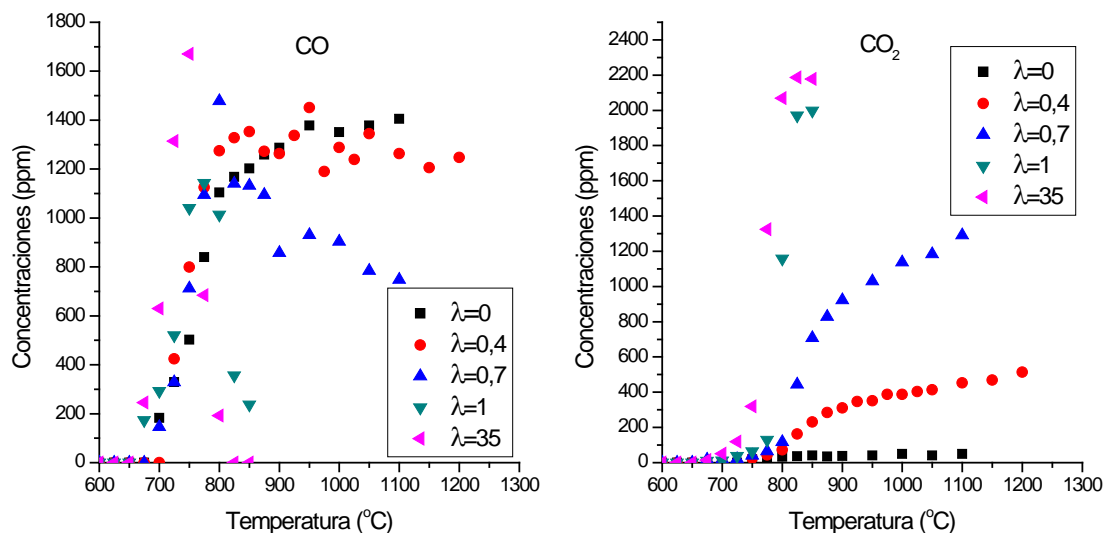 CO
Concentraciones (ppm)
1800
1600
1400
1200
1000
800
600
400
200
0
600 700 800 900 1000 1100 1200 1300
Temperatura (°C)
λ=0
λ=0,4
λ=0,7
λ=1
λ=35
CO₂
Concentraciones (ppm)
2400
2200
2000
1800
1600
1400
1200
1000
800
600
400
200
0
600 700 800 900 1000 1100 1200 1300
Temperatura (°C)
λ=0
λ=0,4
λ=0,7
λ=1
λ=35